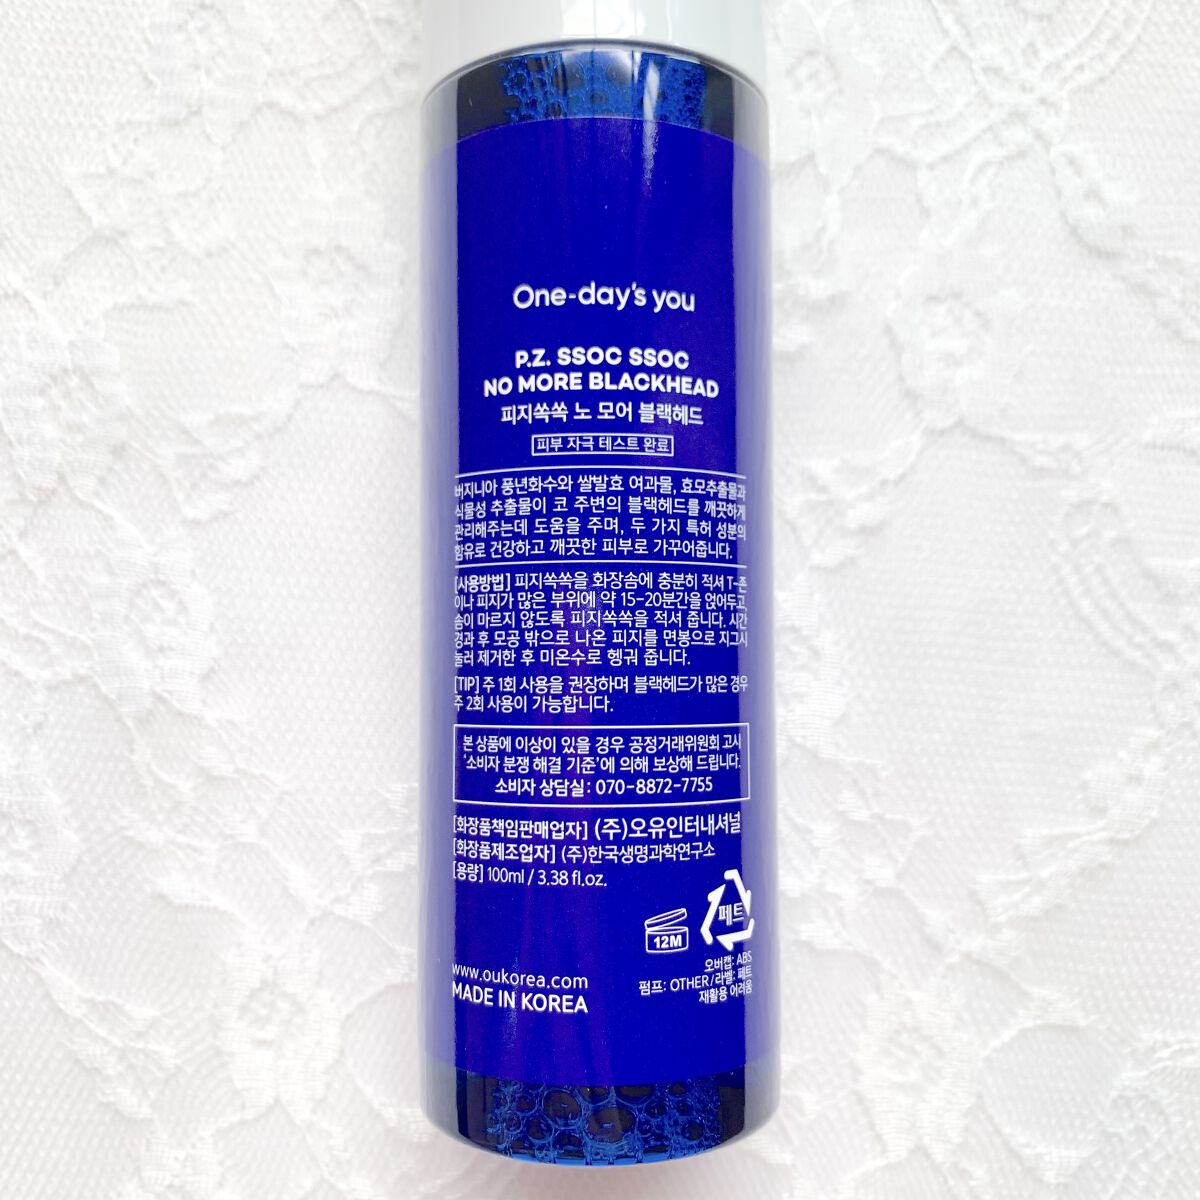 One-day's you
P.Z. SSOC SSOC
NO MORE BLACKHEAD
피지쏙쏙 노 모어 블랙헤드
피부 자극 테스트 완료
버지니아 풍년화수와 쌀발효 여과물, 효모추출물과
식물성 추출물이 코 주변의 블랙헤드를 깨끗하게
관리해주는데 도움을 주며, 두 가지 특허 성분의
함유로 건강하고 깨끗한 피부로 가꾸어줍니다.
[사용방법] 피지쏙쏙을 화장솜에 충분히 적셔 T-존
이나 피지가 많은 부위에 약 15-20분간을 얹어두고,
솜이 마르지 않도록 피지쏙쏙을 적셔 줍니다. 시간
경과 후 모공 밖으로 나온 피지를 면봉으로 지그시
눌러 제거한 후 미온수로 헹궈 줍니다.
[TIP] 주 1회 사용을 권장하며 블랙헤드가 많은 경우
주 2회 사용이 가능합니다.
본 상품에 이상이 있을 경우 공정거래위원회 고시
'소비자 분쟁 해결 기준'에 의해 보상해 드립니다.
소비자 상담실: 070-8872-7755
[화장품책임판매업자] (주)오유인터내셔널
[화장품제조업자] (주)한국생명과학연구소
[용량] 100ml / 3.38 fl.oz.
페트
12M
오버캡: ABS
펌프: OTHER/라벨: 페트
재활용 어려움
www.oukorea.com
MADE IN KOREA